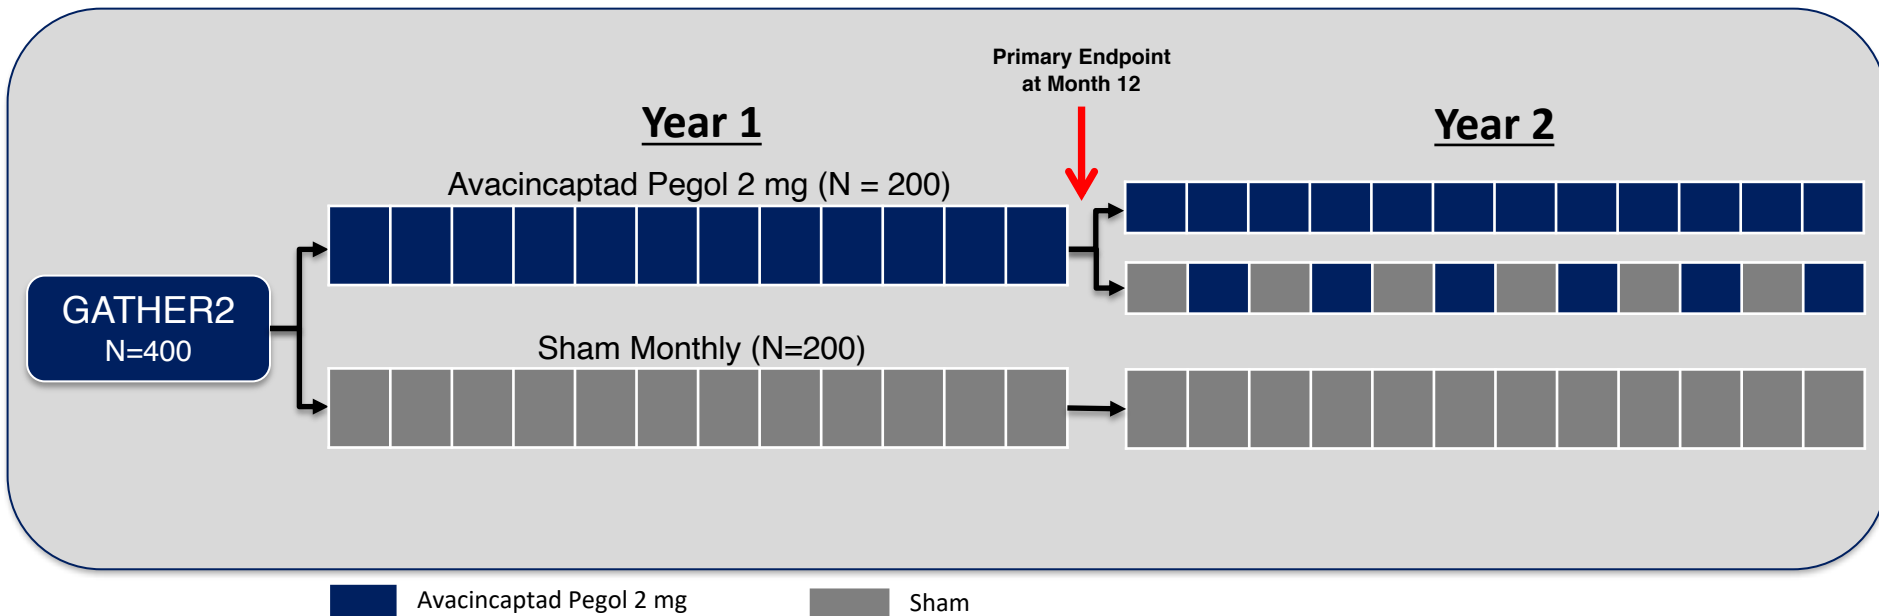 Primary Endpoint
at Month 12
Year 1
Year 2
Avacincaptad Pegol 2 mg (N = 200)
GATHER2
N=400
Sham Monthly (N=200)
Avacincaptad Pegol 2 mg
Sham